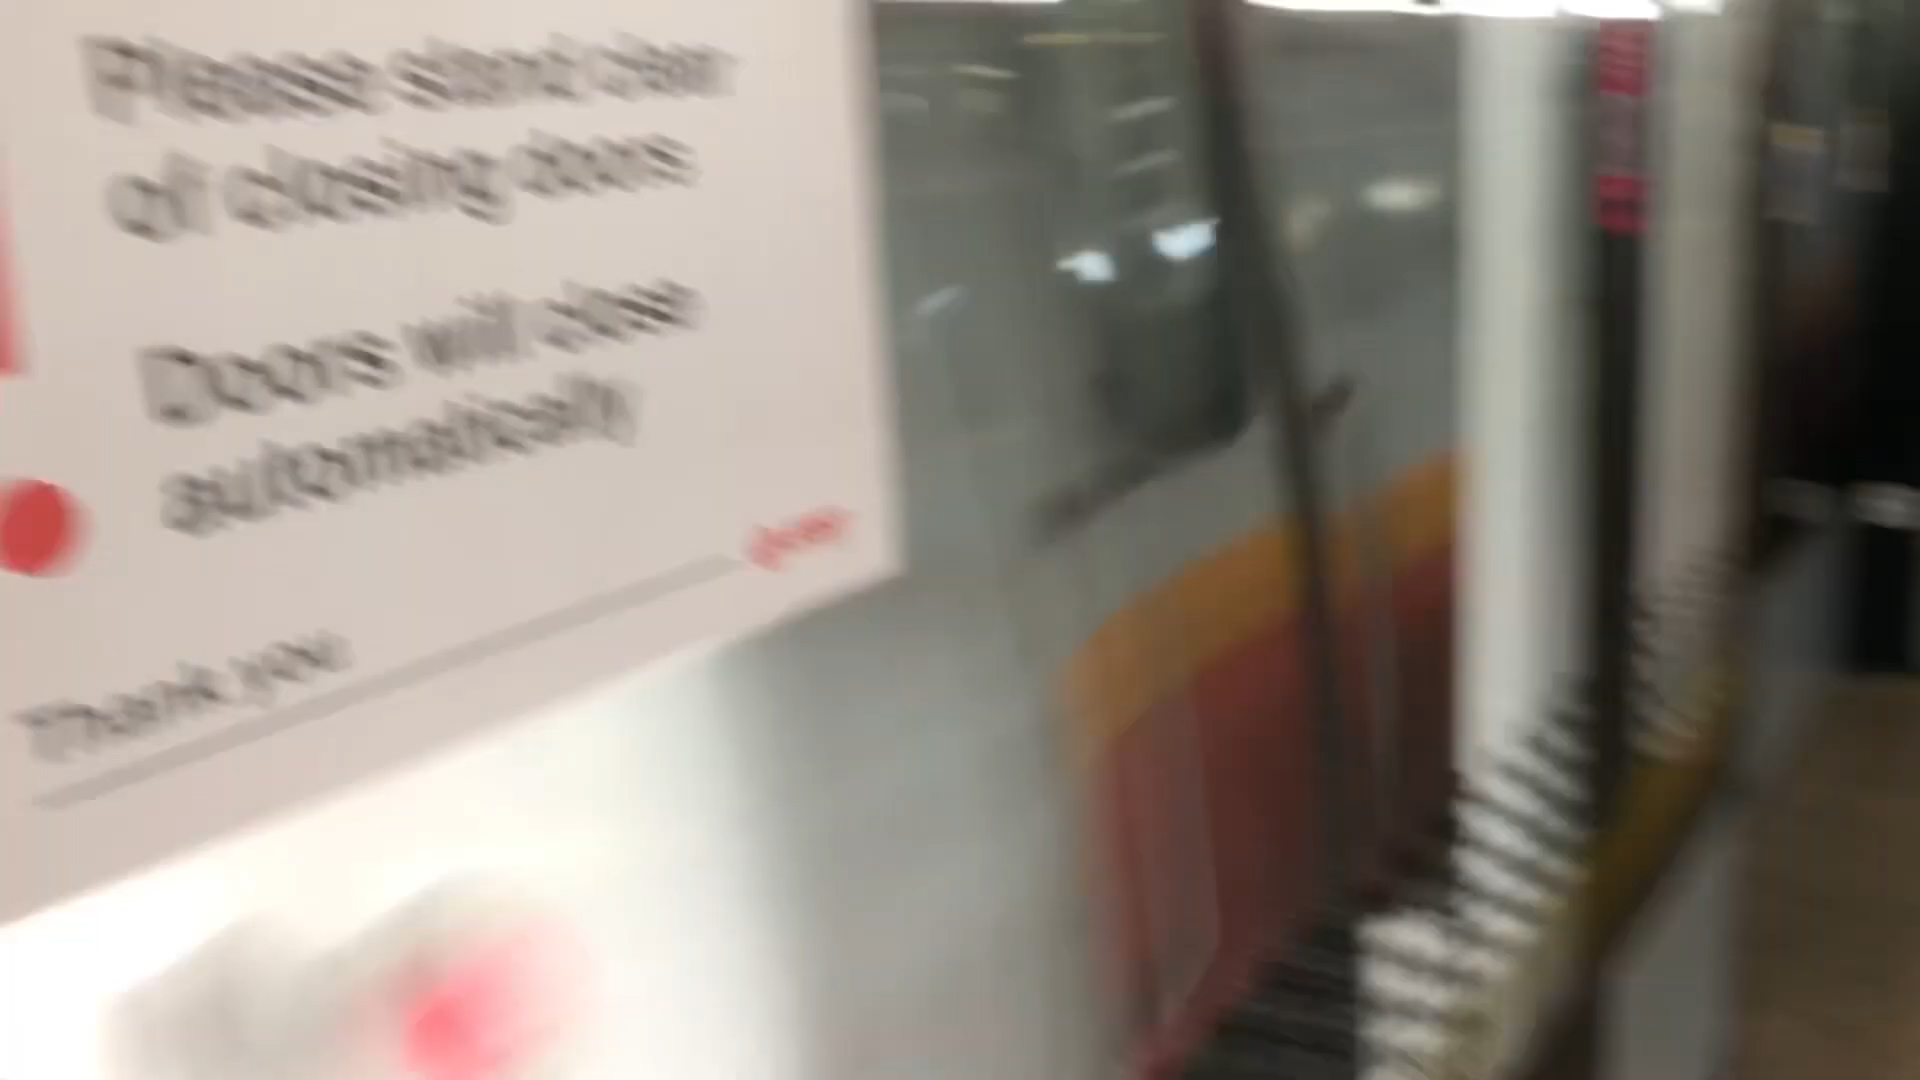 Please stand clear
of closing doors
Doors will close
automatically
Thank you